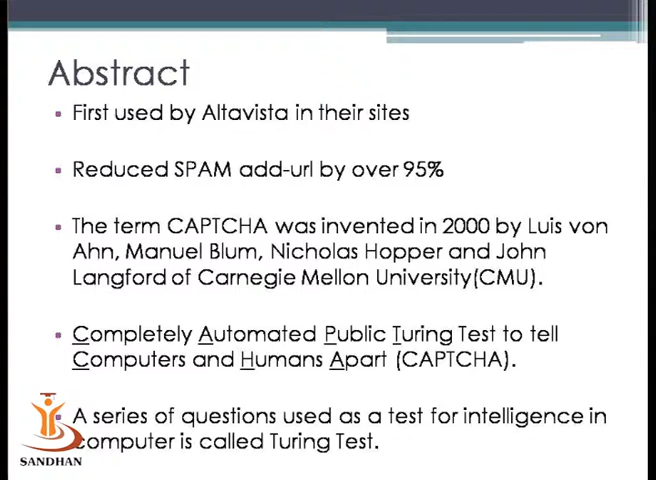 Abstract
First used by Altavista in their sites
Reduced SPAM add-url by over 95%
The term CAPTCHA was invented in 2000 by Luis von
Ahn, Manuel Blum, Nicholas Hopper and John
Langford of Carnegie Mellon University(CMU).
Completely Automated Public Turing Test to tell
Computers and Humans Apart (CAPTCHA).
A series of questions used as a test for intelligence in
computer is called Turing Test.
SANDHAN